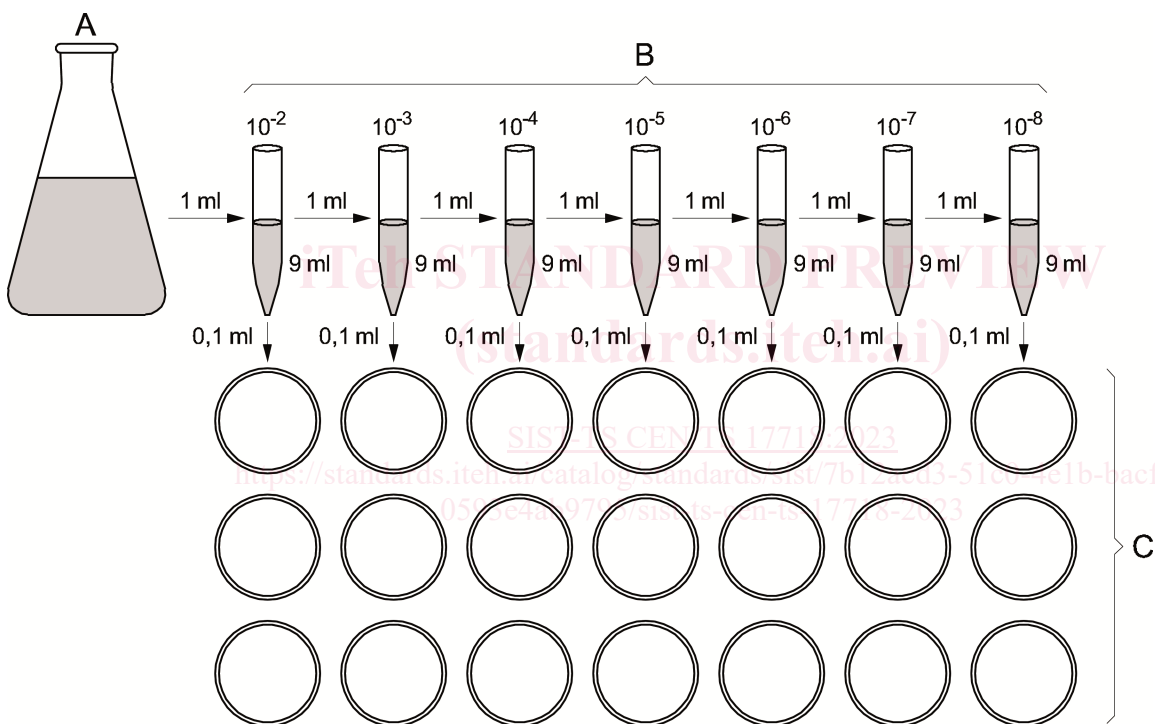 A
B
10-2 10-3 10-4 10-5 10-6 10-7 10-8
1 ml 1 ml 1 ml 1 ml 1 ml 1 ml 1 ml
9 ml 9 ml 9 ml 9 ml 9 ml 9 ml 9 ml
iTeh STANDARD PREVIEW
0,1 ml 0,1 ml 0,1 ml 0,1 ml 0,1 ml 0,1 ml 0,1 ml
(standards.iteh.ai)
SIST-TS CEN/TS 17718:2023
C